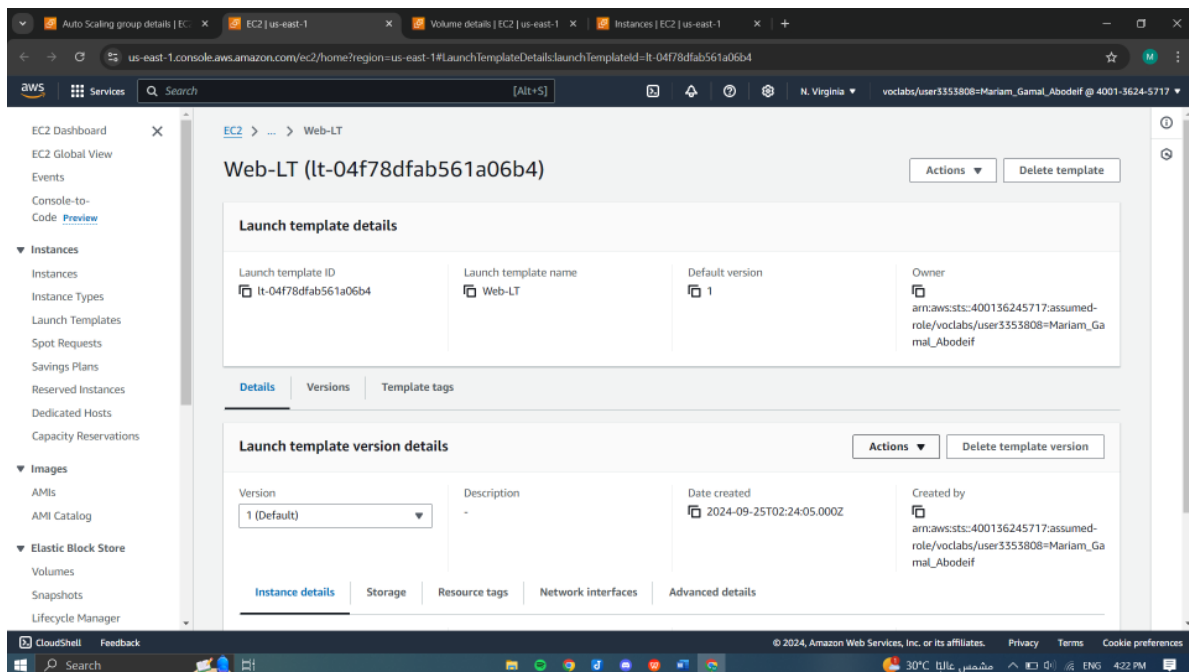 Auto Scaling group details | EC
EC2 | us-east-1
Volume details | EC2 | us-east-1
Instances | EC2 | us-east-1
us-east-1.console.aws.amazon.com/ec2/home?region=us-east-1#LaunchTemplateDetails:launchTemplateId=lt-04f78dfab561a06b4
M
aws
Services
Search
[Alt+S]
N. Virginia
voclabs/user3353808=Mariam_Gamal_Abodeif @ 4001-3624-5717
EC2 Dashboard
EC2 Global View
Events
Console-to-
Code Preview
Instances
Instances
Instance Types
Launch Templates
Spot Requests
Savings Plans
Reserved Instances
Dedicated Hosts
Capacity Reservations
Images
AMIs
AMI Catalog
Elastic Block Store
Volumes
Snapshots
Lifecycle Manager
EC2 > ... > Web-LT
Web-LT (lt-04f78dfab561a06b4)
Actions
Delete template
Launch template details
Launch template ID
lt-04f78dfab561a06b4
Launch template name
Web-LT
Default version
1
Owner
arn:aws:sts::400136245717:assumed-
role/voclabs/user3353808=Mariam_Ga
mal_Abodeif
Details
Versions
Template tags
Launch template version details
Actions
Delete template version
Version
1 (Default)
Description
-
Date created
2024-09-25T02:24:05.000Z
Created by
arn:aws:sts::400136245717:assumed-
role/voclabs/user3353808=Mariam_Ga
mal_Abodeif
Instance details
Storage
Resource tags
Network interfaces
Advanced details
CloudShell
Feedback
© 2024, Amazon Web Services, Inc. or its affiliates.
Privacy
Terms
Cookie preferences
Search
30°C مشمس غالبًا
ENG
4:22 PM